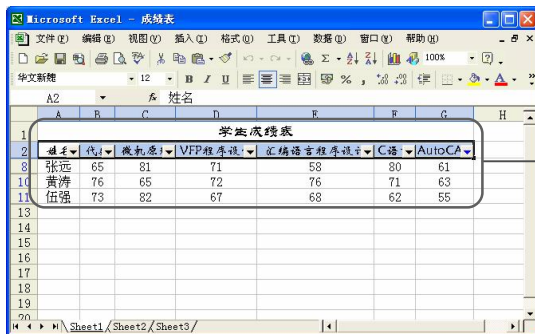 Microsoft Excel - 成绩表
文件(F) 编辑(E) 视图(V) 插入(I) 格式(O) 工具(T) 数据(D) 窗口(W) 帮助(H)
100%
华文新魏 12 B I U
A2 fx 姓名
A B C D E F G H
1 学生成绩表
2 姓名 代 微机原 VFP程序设 汇编语言程序设计 C语 AutoCA
8 张远 65 81 71 58 80 61
10 黄涛 76 65 72 76 71 63
11 伍强 73 82 67 68 62 55
13
14
15
16
17
18
19
20
Sheet1 Sheet2 Sheet3